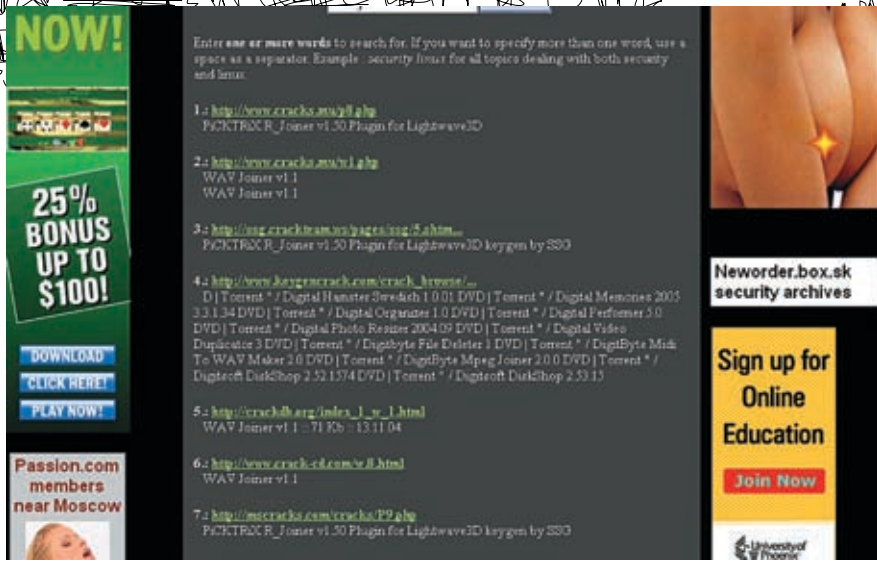 NOW!
25%
BONUS
UP TO
$100!
DOWNLOAD
CLICK HERE!
PLAY NOW!
Passion.com
members
near Moscow
Enter one or more words to search for. If you want to specify more than one word, use a
space as a separator. Example : security linux for all topics dealing with both security
and linux
1.: http://www.cracks.mu/p8.php
PiCKTRiX R_Joiner v1.50 Plugin for Lightwave3D
2.: http://www.cracks.mu/w1.php
WAV Joiner v1.1
WAV Joiner v1.1
3.: http://ssg.crackteam.ws/pages/ssg/5.shtm...
PiCKTRiX R_Joiner v1.50 Plugin for Lightwave3D keygen by SSG
4.: http://www.keygencrack.com/crack_browse/...
D | Torrent * / Digital Hamster Swedish 1.0.01 DVD | Torrent * / Digital Memories 2005
3.3.1.34 DVD | Torrent * / Digital Organizer 1.0 DVD | Torrent * / Digital Performer 5.0
DVD | Torrent * / Digital Photo Resizer 2004.09 DVD | Torrent * / Digital Video
Duplicator 3 DVD | Torrent * / Digitbyte File Deleter 1 DVD | Torrent * / DigitByte Midi
To WAV Maker 2.0 DVD | Torrent * / DigitByte Mpeg Joiner 2.0.0 DVD | Torrent * /
Digiteoft DiskShop 2.52.1574 DVD | Torrent * / Digiteoft DiskShop 2.53.15
5.: http://crackdb.org/index_1_w_1.html
WAV Joiner v1.1 :: 71 Kb :: 13.11.04
6.: http://www.crack-cd.com/w8.html
WAV Joiner v1.1
7.: http://mscracks.com/cracks/P9.php
PiCKTRiX R_Joiner v1.50 Plugin for Lightwave3D keygen by SSG
Neworder.box.sk
security archives
Sign up for
Online
Education
Join Now
University of
Phoenix